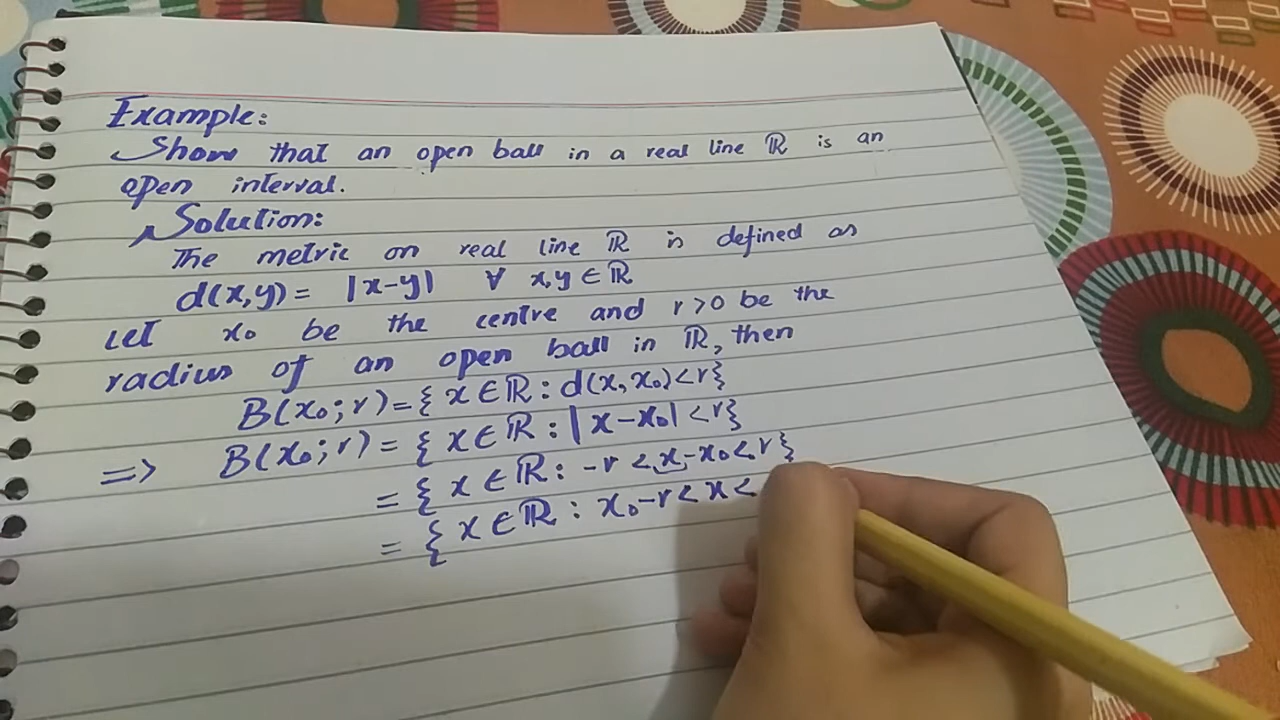 Example:
Show that an open ball in a real line ℝ is an
open interval.
Solution:
The metric on real line ℝ is defined as
d(x,y) = |x-y| ∀ x,y ∈ ℝ
Let x₀ be the centre and r>0 be the
radius of an open ball in ℝ, then
B(x₀;r) = { x ∈ ℝ : d(x,x₀)<r}
=> B(x₀;r) = { x ∈ ℝ : |x-x₀| <r}
= { x ∈ ℝ : -r < x-x₀ < r}
= { x ∈ ℝ : x₀-r < x <